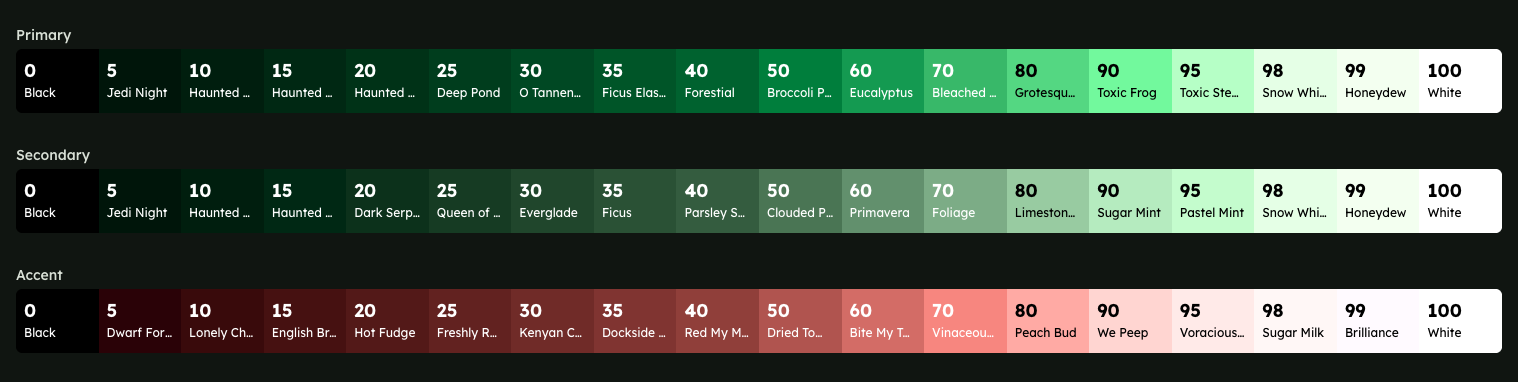 Primary
0 5 10 15 20 25 30 35 40 50 60 70 80 90 95 98 99 100
Black Jedi Night Haunted ... Haunted ... Haunted ... Deep Pond O Tannen... Ficus Elas... Forestial Broccoli P... Eucalyptus Bleached ... Grotesqu... Toxic Frog Toxic Ste... Snow Whi... Honeydew White
Secondary
0 5 10 15 20 25 30 35 40 50 60 70 80 90 95 98 99 100
Black Jedi Night Haunted ... Haunted ... Dark Serp... Queen of ... Everglade Ficus Parsley S... Clouded P... Primavera Foliage Limeston... Sugar Mint Pastel Mint Snow Whi... Honeydew White
Accent
0 5 10 15 20 25 30 35 40 50 60 70 80 90 95 98 99 100
Black Dwarf For... Lonely Ch... English Br... Hot Fudge Freshly R... Kenyan C... Dockside ... Red My M... Dried To... Bite My T... Vinaceou... Peach Bud We Peep Voracious... Sugar Milk Brilliance White